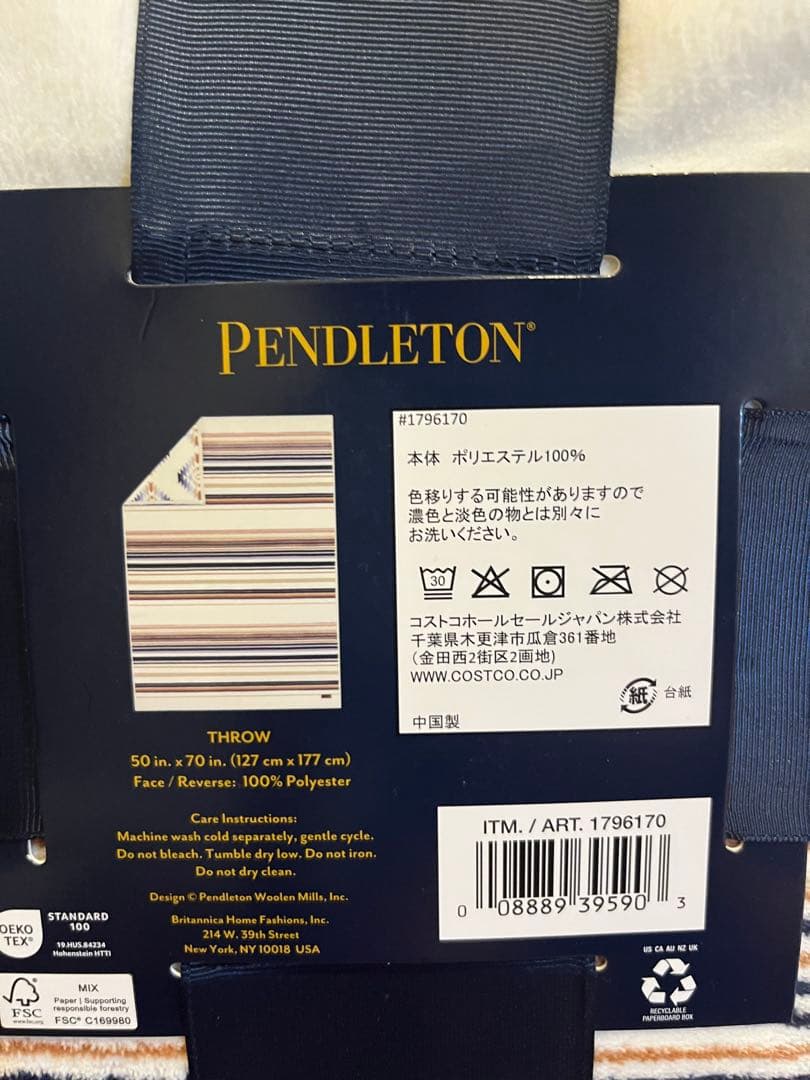 PENDLETON®
#1796170
本体 ポリエステル100%
色移りする可能性がありますので
濃色と淡色の物とは別々に
お洗いください。
30
コストコホールセールジャパン株式会社
千葉県木更津市瓜倉361番地
(金田西2街区2画地)
WWW.COSTCO.CO.JP
紙 台紙
中国製
THROW
50 in. x 70 in. (127 cm x 177 cm)
Face / Reverse: 100% Polyester
Care Instructions:
Machine wash cold separately, gentle cycle.
Do not bleach. Tumble dry low. Do not iron.
Do not dry clean.
Design © Pendleton Woolen Mills, Inc.
Britannica Home Fashions, Inc.
214 W. 39th Street
New York, NY 10018 USA
ITM. / ART. 1796170
0 08889 39590 3
OEKO
TEX®
STANDARD
100
19.HUS.84234
Hohenstein HTTI
FSC
www.fsc.org
MIX
Paper | Supporting
responsible forestry
FSC® C169980
US CA AU NZ UK
RECYCLABLE
PAPERBOARD BOX